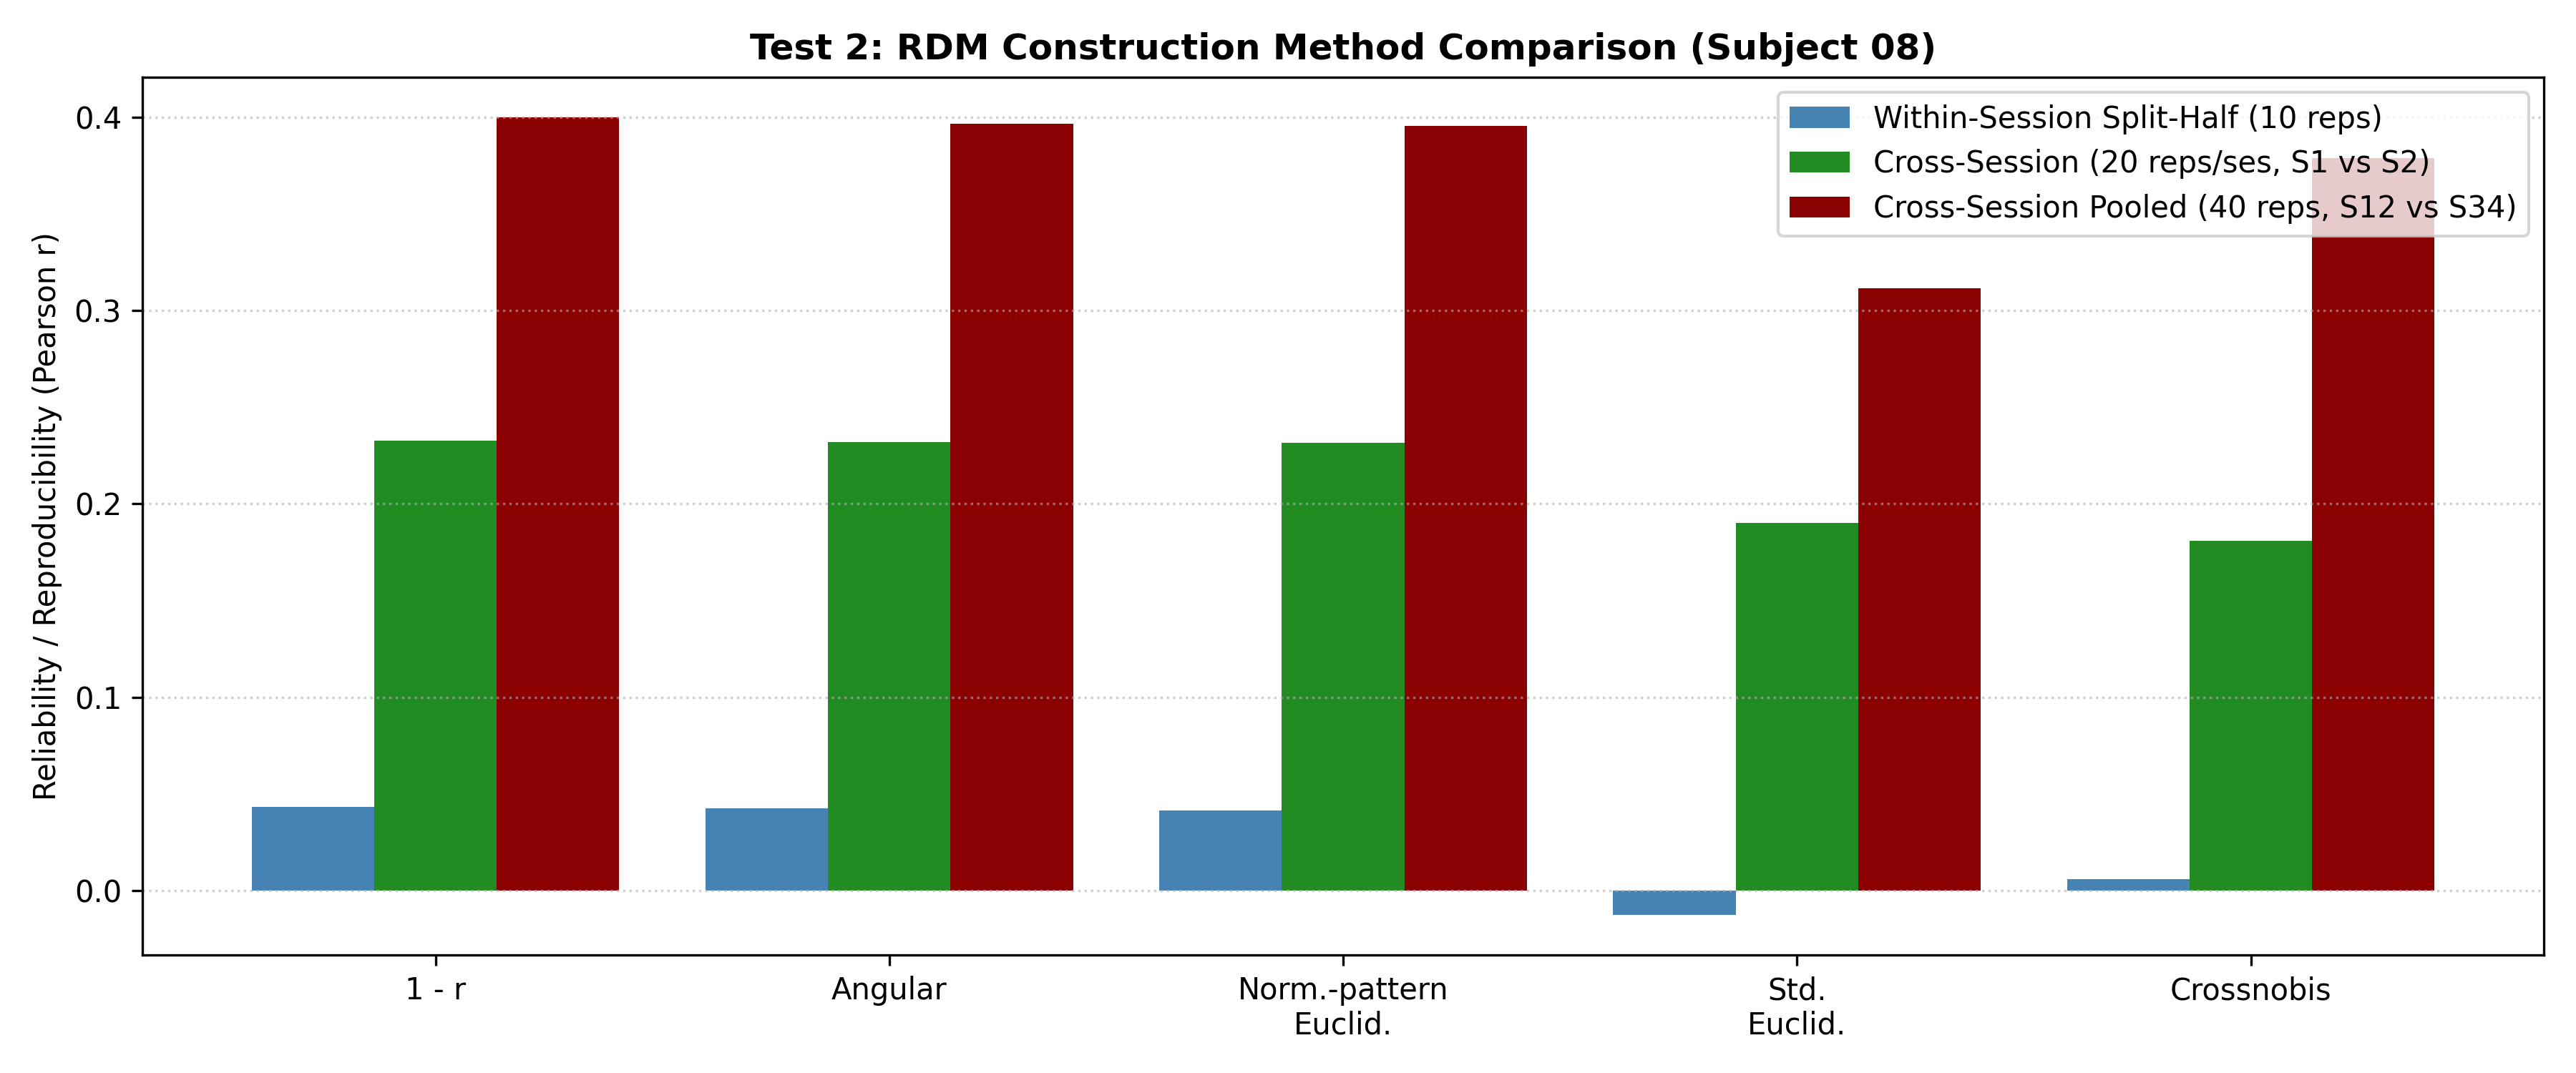 Test 2: RDM Construction Method Comparison (Subject 08)
Reliability / Reproducibility (Pearson r)
0.4
0.3
0.2
0.1
0.0
Within-Session Split-Half (10 reps)
Cross-Session (20 reps/ses, S1 vs S2)
Cross-Session Pooled (40 reps, S12 vs S34)
1 - r
Angular
Norm.-pattern
Euclid.
Std.
Euclid.
Crossnobis